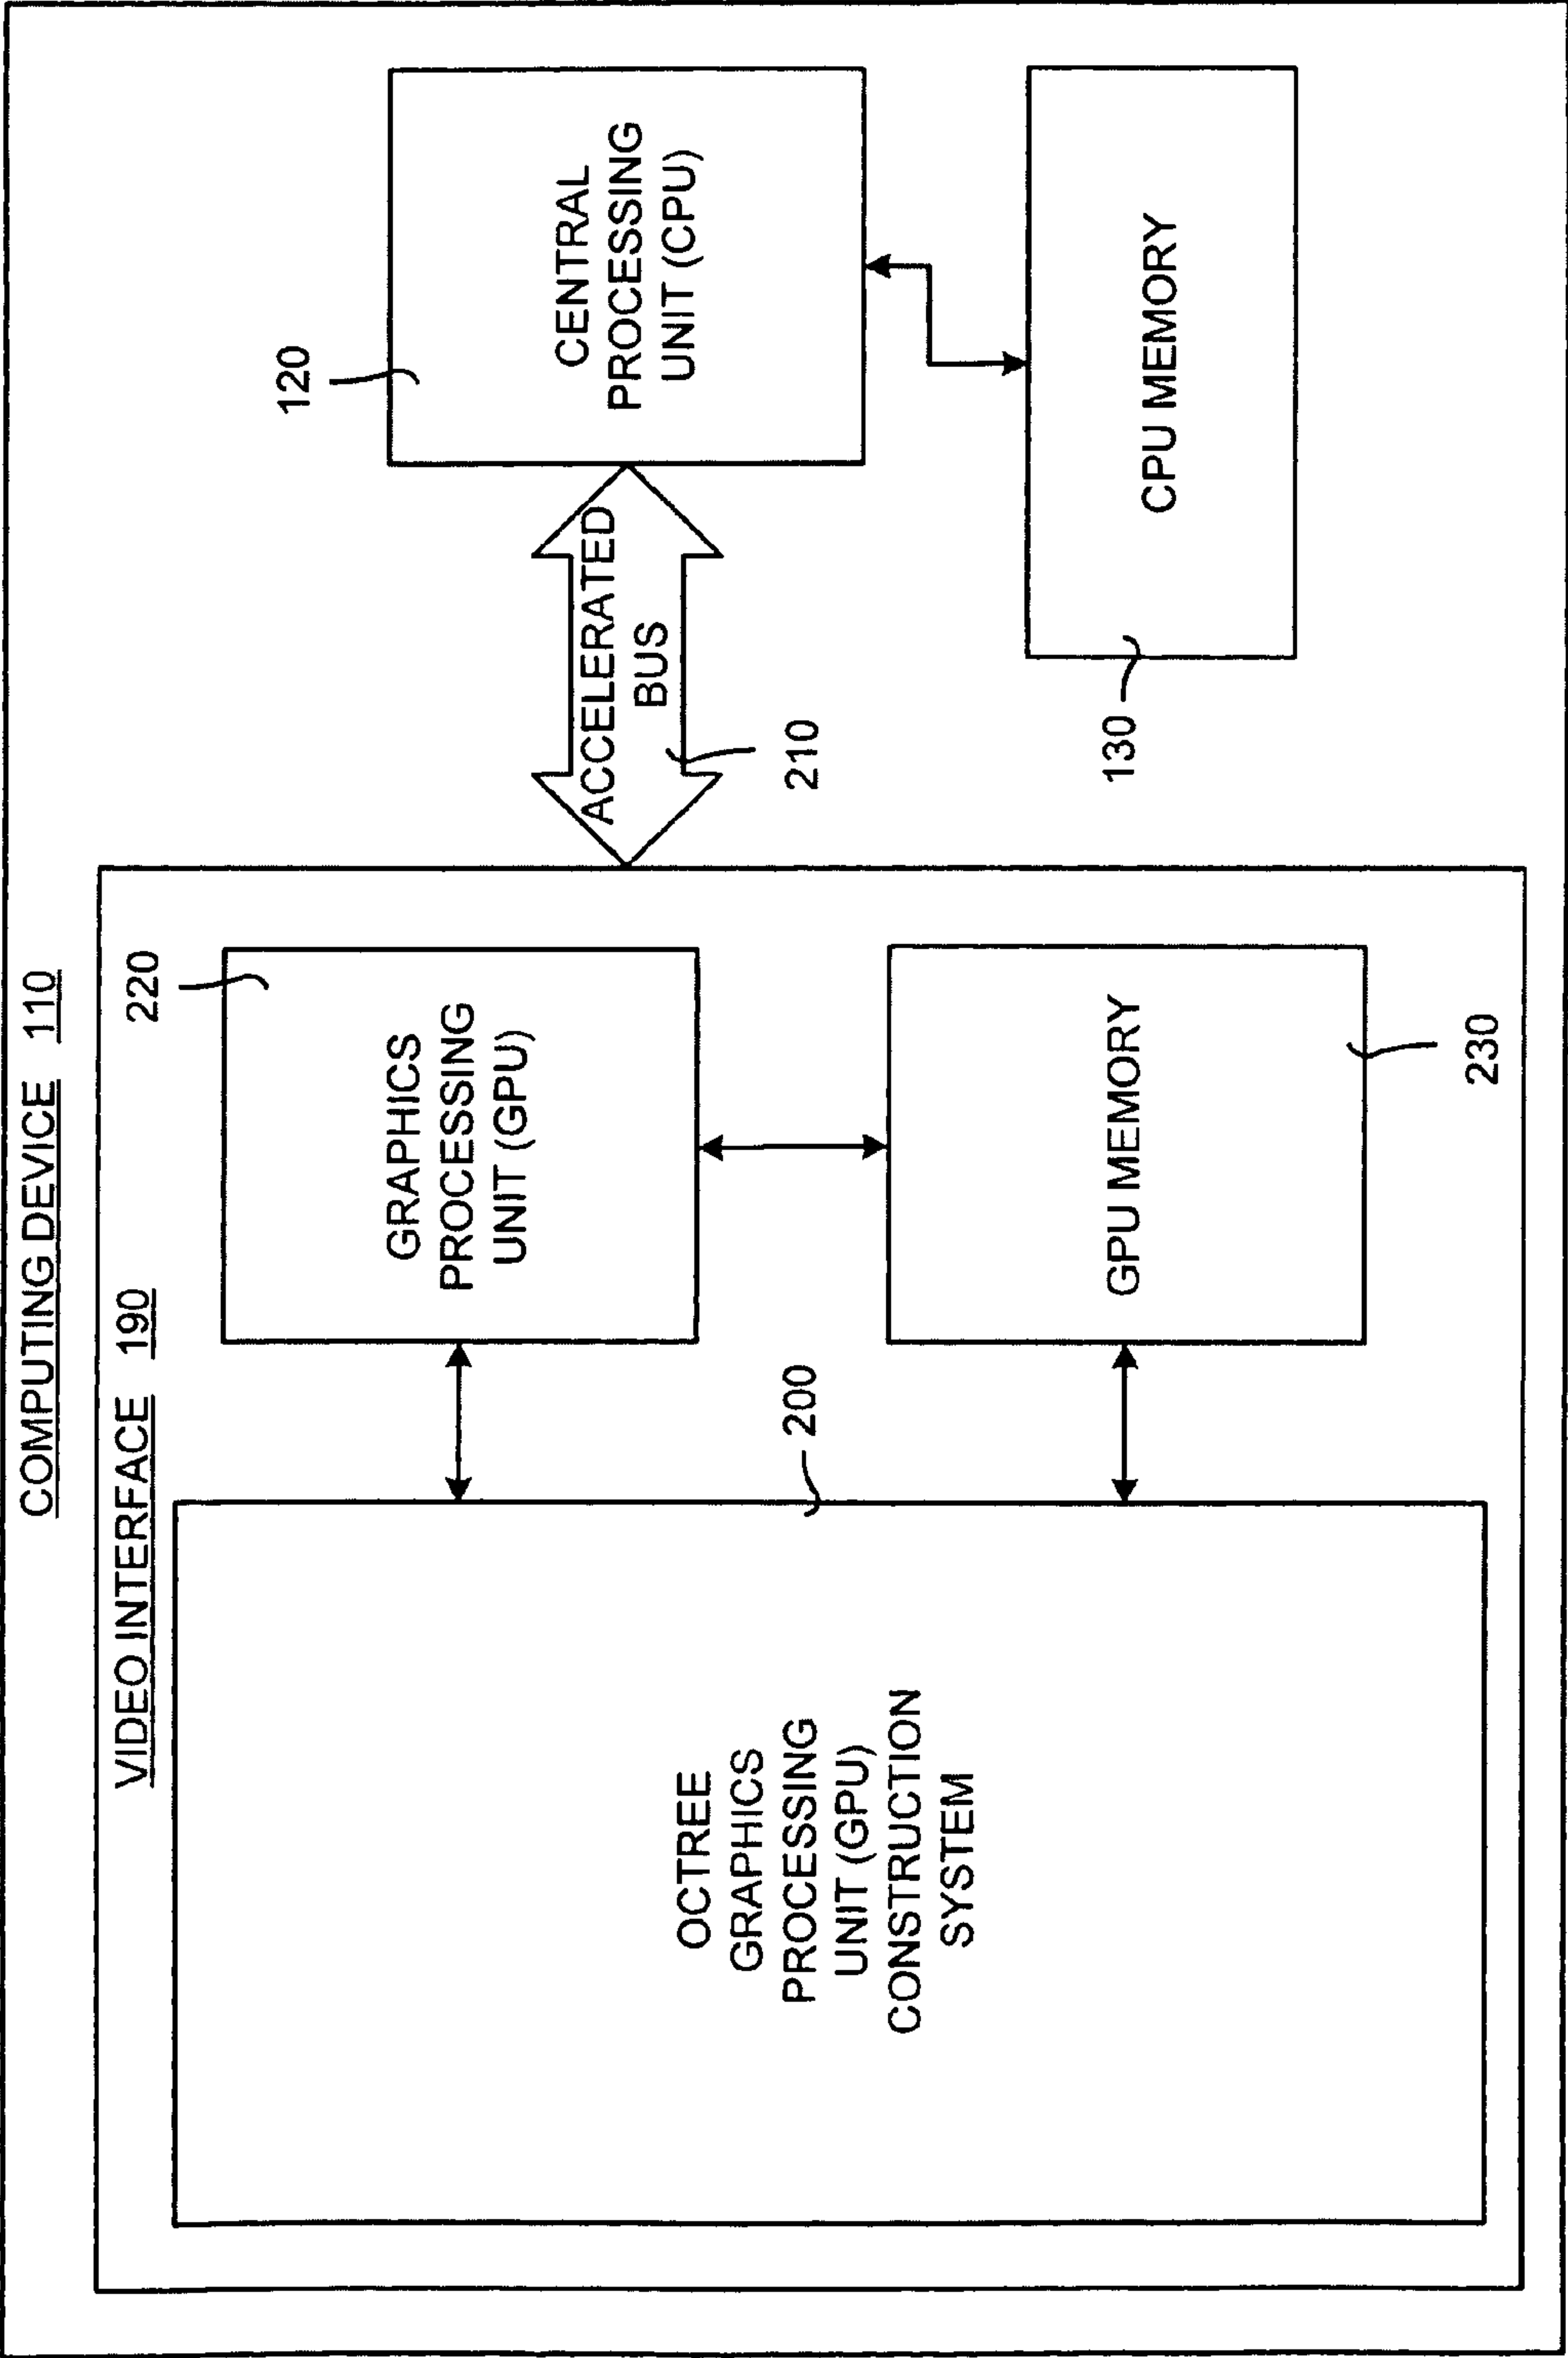 COMPUTING DEVICE 110
VIDEO INTERFACE 190
OCTREE
GRAPHICS
PROCESSING
UNIT (GPU)
CONSTRUCTION
SYSTEM
200
220
GRAPHICS
PROCESSING
UNIT (GPU)
GPU MEMORY
230
ACCELERATED
BUS
210
120
CENTRAL
PROCESSING
UNIT (CPU)
CPU MEMORY
130